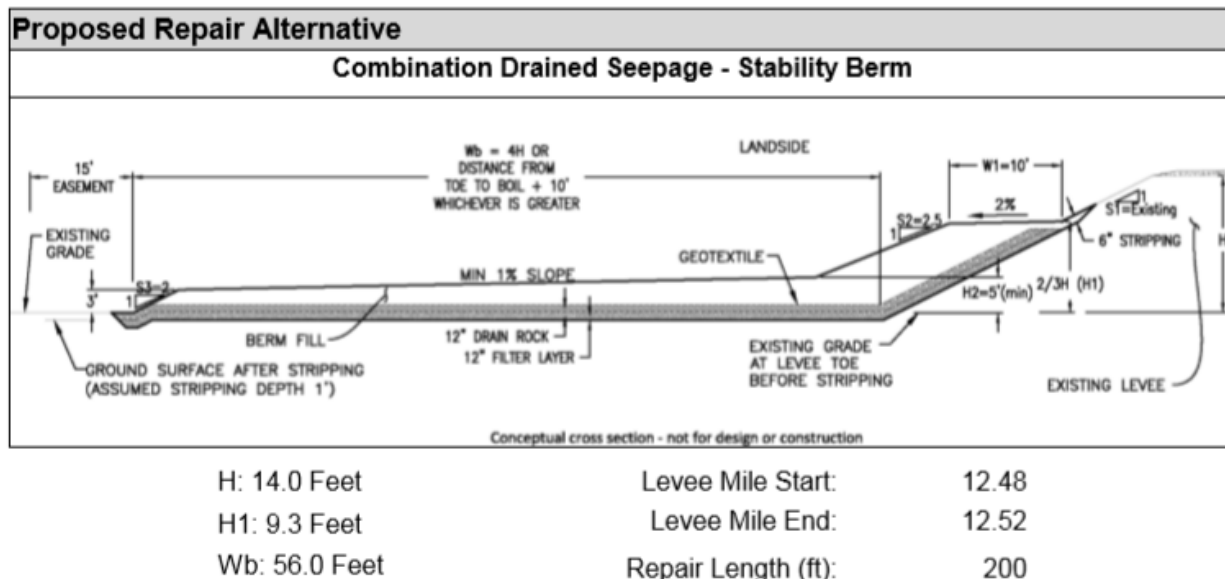 Proposed Repair Alternative
Combination Drained Seepage - Stability Berm
15'
EASEMENT
Wb = 4H OR
DISTANCE FROM
TOE TO BOIL + 10'
WHICHEVER IS GREATER
LANDSIDE
W1=10'
2%
S1=Existing
1
6" STRIPPING
H
EXISTING
GRADE
S2=2.5
1
GEOTEXTILE
MIN 1% SLOPE
S3=2
1
3'
H2=5'(min)
2/3H (H1)
BERM FILL
12" DRAIN ROCK
12" FILTER LAYER
GROUND SURFACE AFTER STRIPPING
(ASSUMED STRIPPING DEPTH 1')
EXISTING GRADE
AT LEVEE TOE
BEFORE STRIPPING
EXISTING LEVEE
Conceptual cross section - not for design or construction
H: 14.0 Feet Levee Mile Start: 12.48
H1: 9.3 Feet Levee Mile End: 12.52
Wb: 56.0 Feet Repair Length (ft): 200